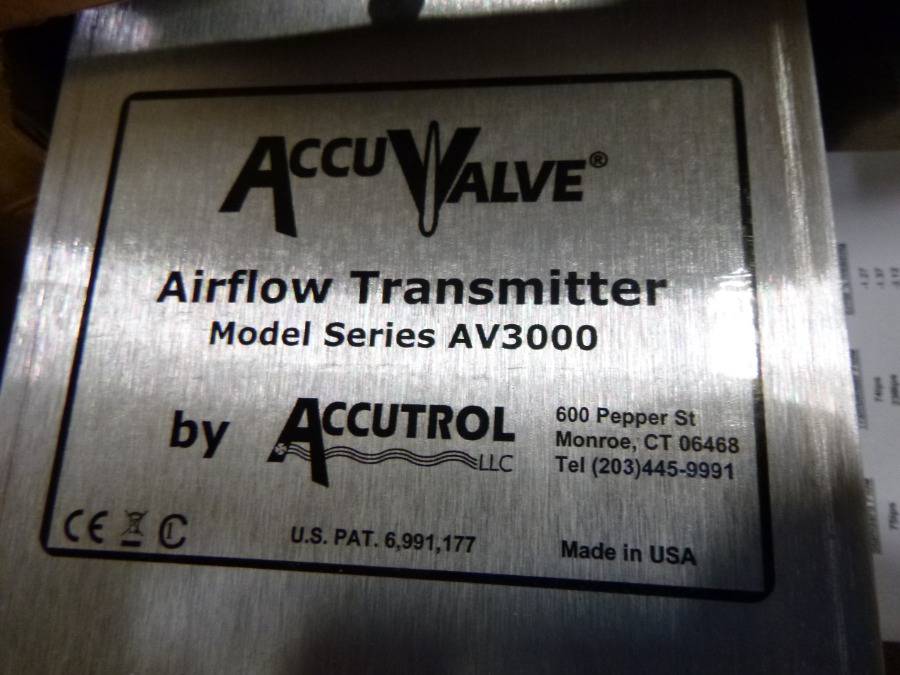 ACCUVALVE®
Airflow Transmitter
Model Series AV3000
by ACCUTROL LLC
600 Pepper St
Monroe, CT 06468
Tel (203)445-9991
CE
U.S. PAT. 6,991,177
Made in USA